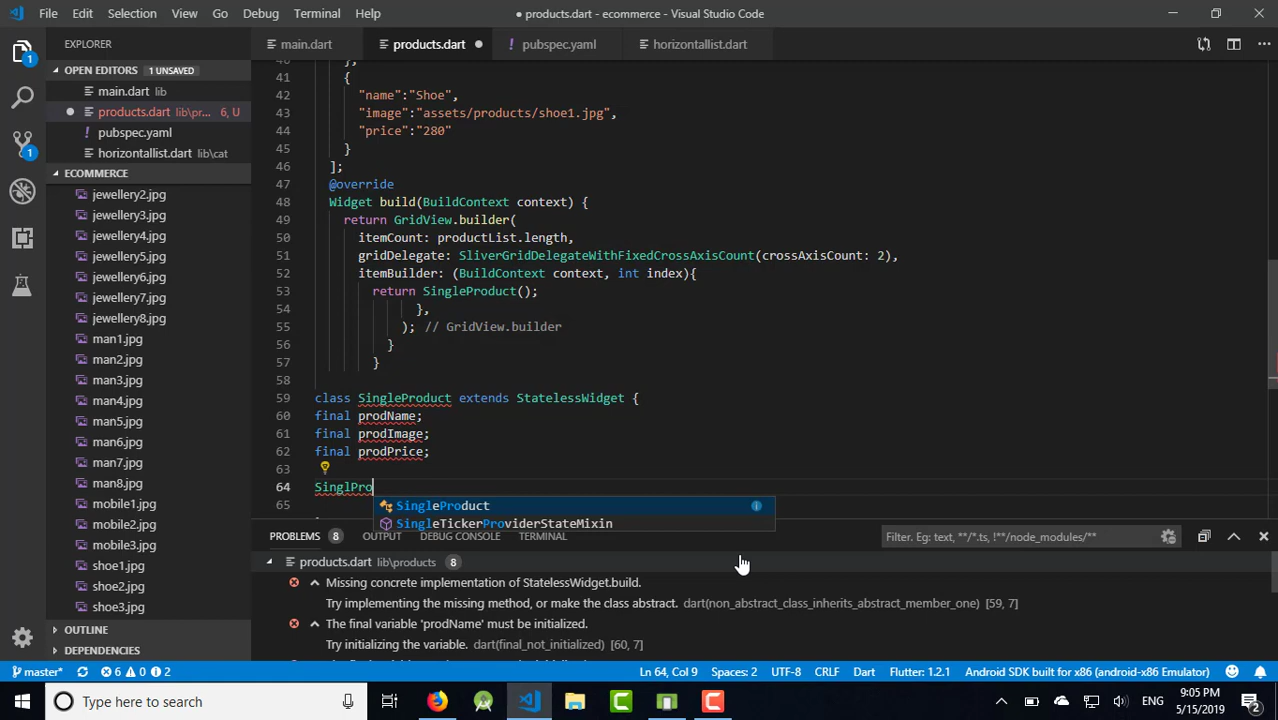 File Edit Selection View Go Debug Terminal Help
● products.dart - ecommerce - Visual Studio Code
EXPLORER
main.dart products.dart pubspec.yaml horizontallist.dart
OPEN EDITORS 1 UNSAVED
main.dart lib
products.dart lib\pr... 6, U
pubspec.yaml
horizontallist.dart lib\cat
ECOMMERCE
jewellery2.jpg
jewellery3.jpg
jewellery4.jpg
jewellery5.jpg
jewellery6.jpg
jewellery7.jpg
jewellery8.jpg
man1.jpg
man2.jpg
man3.jpg
man4.jpg
man5.jpg
man6.jpg
man7.jpg
man8.jpg
mobile1.jpg
mobile2.jpg
mobile3.jpg
shoe1.jpg
shoe2.jpg
shoe3.jpg
OUTLINE
DEPENDENCIES
40 },
41 {
42 "name":"Shoe",
43 "image":"assets/products/shoe1.jpg",
44 "price":"280"
45 }
46 ];
47 @override
48 Widget build(BuildContext context) {
49 return GridView.builder(
50 itemCount: productList.length,
51 gridDelegate: SliverGridDelegateWithFixedCrossAxisCount(crossAxisCount: 2),
52 itemBuilder: (BuildContext context, int index){
53 return SingleProduct();
54 },
55 ); // GridView.builder
56 }
57 }
58
59 class SingleProduct extends StatelessWidget {
60 final prodName;
61 final prodImage;
62 final prodPrice;
63
64 SinglPro
65
SingleProduct
SingleTickerProviderStateMixin
PROBLEMS 8 OUTPUT DEBUG CONSOLE TERMINAL
Filter. Eg: text, **/*.ts, !**/node_modules/**
products.dart lib\products 8
Missing concrete implementation of StatelessWidget.build.
Try implementing the missing method, or make the class abstract. dart(non_abstract_class_inherits_abstract_member_one) [59, 7]
The final variable 'prodName' must be initialized.
Try initializing the variable. dart(final_not_initialized) [60, 7]
master* 6 0 2
Ln 64, Col 9 Spaces: 2 UTF-8 CRLF Dart Flutter: 1.2.1 Android SDK built for x86 (android-x86 Emulator)
Type here to search
ENG
9:05 PM
5/15/2019
2